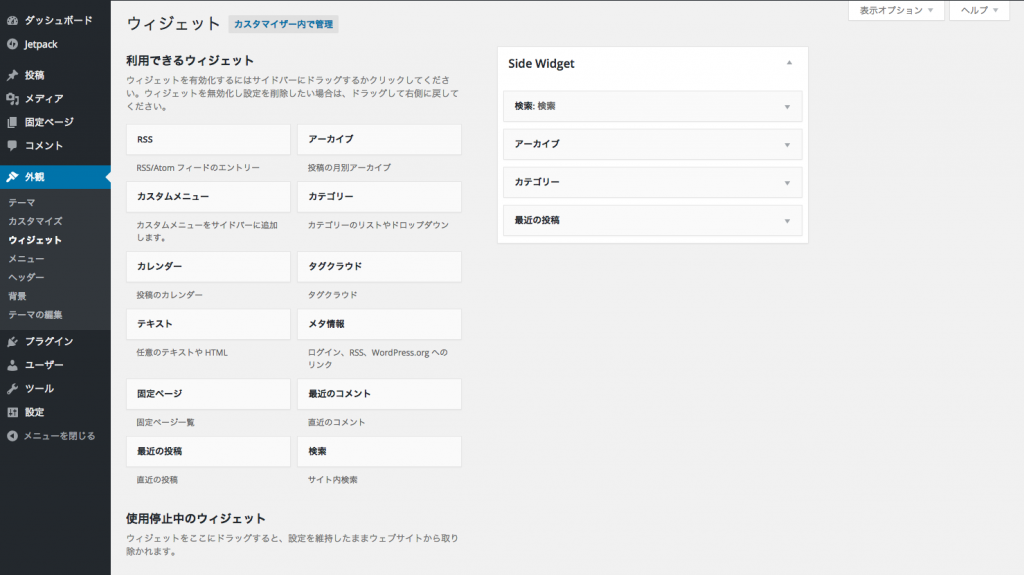 ダッシュボード
Jetpack
投稿
メディア
固定ページ
コメント
外観
テーマ
カスタマイズ
ウィジェット
メニュー
ヘッダー
背景
テーマの編集
プラグイン
ユーザー
ツール
設定
メニューを閉じる
表示オプション
ヘルプ
ウィジェット
カスタマイザー内で管理
利用できるウィジェット
ウィジェットを有効化するにはサイドバーにドラッグするかクリックしてくださ
い。ウィジェットを無効化し設定を削除したい場合は、ドラッグして右側に戻して
ください。
RSS
アーカイブ
RSS/Atom フィードのエントリー
投稿の月別アーカイブ
カスタムメニュー
カテゴリー
カスタムメニューをサイドバーに追加
します。
カテゴリーのリストやドロップダウン
カレンダー
タグクラウド
投稿のカレンダー
タグクラウド
テキスト
メタ情報
任意のテキストや HTML
ログイン、RSS、WordPress.org への
リンク
固定ページ
最近のコメント
固定ページ一覧
直近のコメント
最近の投稿
検索
直近の投稿
サイト内検索
使用停止中のウィジェット
ウィジェットをここにドラッグすると、設定を維持したままウェブサイトから取り
除かれます。
Side Widget
検索: 検索
アーカイブ
カテゴリー
最近の投稿